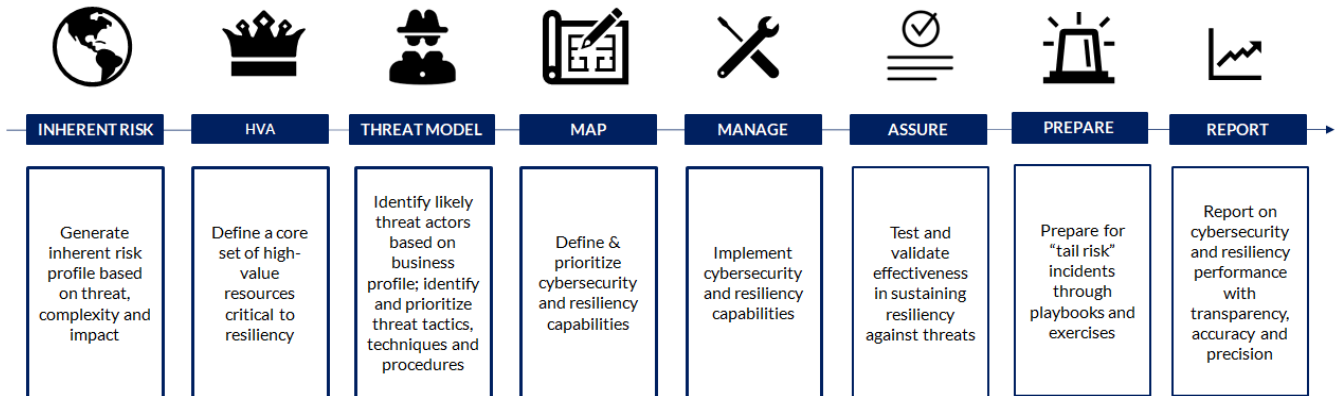 INHERENT RISK
HVA
THREAT MODEL
MAP
MANAGE
ASSURE
PREPARE
REPORT
Generate
inherent risk
profile based
on threat,
complexity and
impact
Define a core
set of high-
value
resources
critical to
resiliency
Identify likely
threat actors
based on
business
profile; identify
and prioritize
threat tactics,
techniques and
procedures
Define &
prioritize
cybersecurity
and resiliency
capabilities
Implement
cybersecurity
and resiliency
capabilities
Test and
validate
effectiveness
in sustaining
resiliency
against threats
Prepare for
“tail risk”
incidents
through
playbooks and
exercises
Report on
cybersecurity
and resiliency
performance
with
transparency,
accuracy and
precision